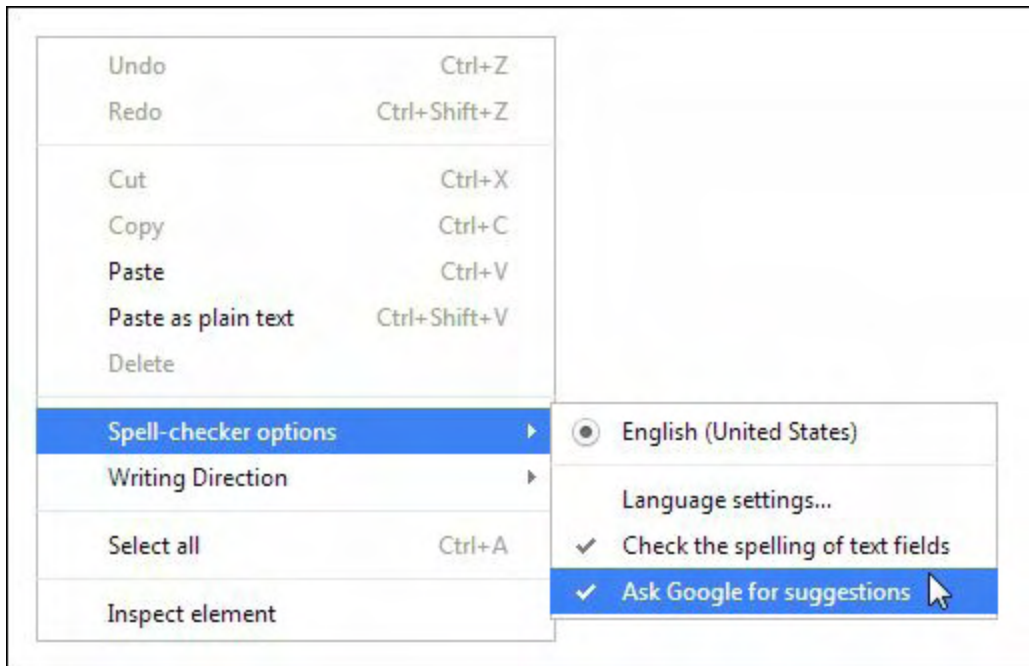 Undo Ctrl+Z
Redo Ctrl+Shift+Z
Cut Ctrl+X
Copy Ctrl+C
Paste Ctrl+V
Paste as plain text Ctrl+Shift+V
Delete
Spell-checker options
Writing Direction
Select all Ctrl+A
Inspect element
English (United States)
Language settings...
Check the spelling of text fields
Ask Google for suggestions